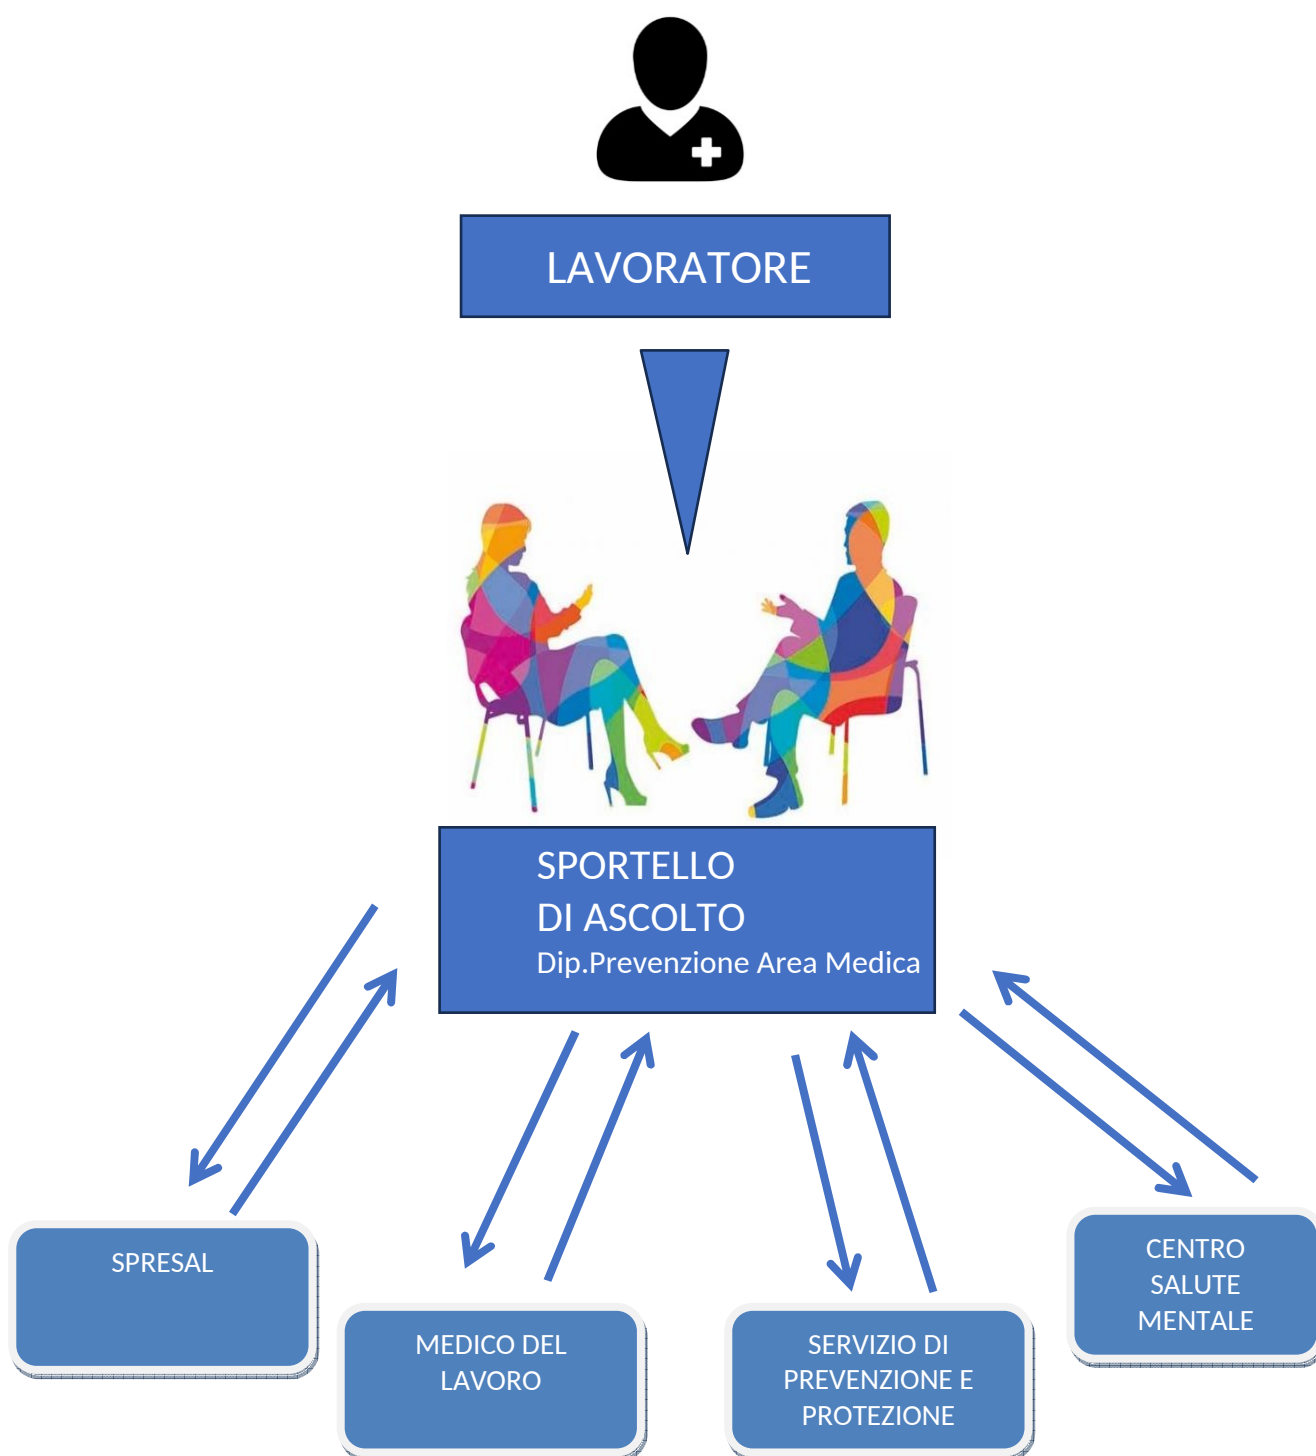 LAVORATORE
SPORTELLO
DI ASCOLTO
Dip.Prevenzione Area Medica
SPRESAL
MEDICO DEL
LAVORO
SERVIZIO DI
PREVENZIONE E
PROTEZIONE
CENTRO
SALUTE
MENTALE